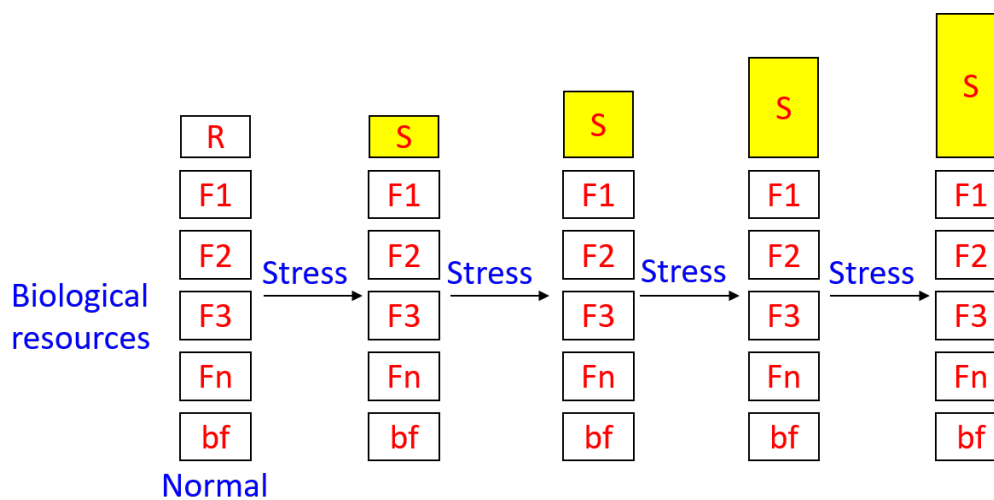 S
S
S
R S
F1 F1 F1 F1 F1
F2 F2 F2 F2 F2
Stress Stress Stress Stress
Biological
resources
F3 F3 F3 F3 F3
Fn Fn Fn Fn Fn
bf bf bf bf bf
Normal